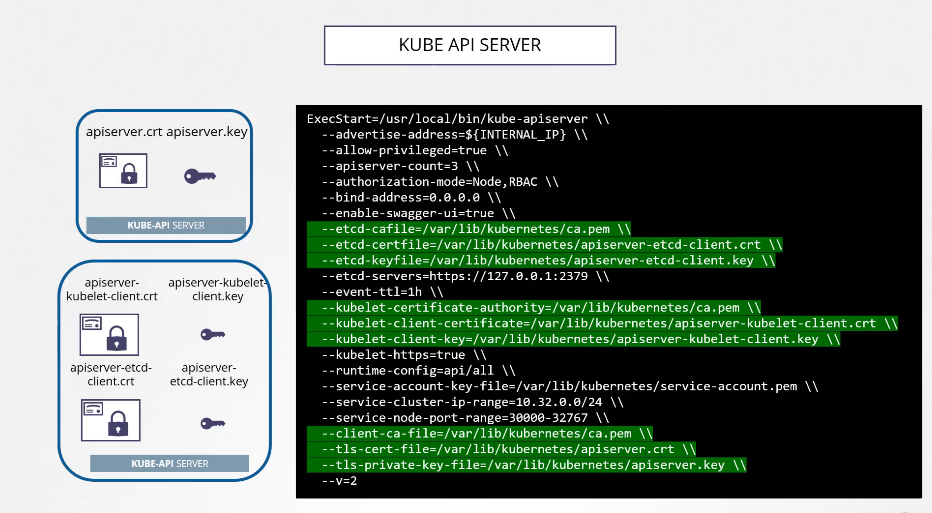 KUBE API SERVER
apiserver.crt apiserver.key
KUBE-API SERVER
apiserver-
kubelet-client.crt
apiserver-kubelet-
client.key
apiserver-etcd-
client.crt
apiserver-
etcd-client.key
KUBE-API SERVER
ExecStart=/usr/local/bin/kube-apiserver \\
--advertise-address=${INTERNAL_IP} \\
--allow-privileged=true \\
--apiserver-count=3 \\
--authorization-mode=Node,RBAC \\
--bind-address=0.0.0.0 \\
--enable-swagger-ui=true \\
--etcd-cafile=/var/lib/kubernetes/ca.pem \\
--etcd-certfile=/var/lib/kubernetes/apiserver-etcd-client.crt \\
--etcd-keyfile=/var/lib/kubernetes/apiserver-etcd-client.key \\
--etcd-servers=https://127.0.0.1:2379 \\
--event-ttl=1h \\
--kubelet-certificate-authority=/var/lib/kubernetes/ca.pem \\
--kubelet-client-certificate=/var/lib/kubernetes/apiserver-kubelet-client.crt \\
--kubelet-client-key=/var/lib/kubernetes/apiserver-kubelet-client.key \\
--kubelet-https=true \\
--runtime-config=api/all \\
--service-account-key-file=/var/lib/kubernetes/service-account.pem \\
--service-cluster-ip-range=10.32.0.0/24 \\
--service-node-port-range=30000-32767 \\
--client-ca-file=/var/lib/kubernetes/ca.pem \\
--tls-cert-file=/var/lib/kubernetes/apiserver.crt \\
--tls-private-key-file=/var/lib/kubernetes/apiserver.key \\
--v=2